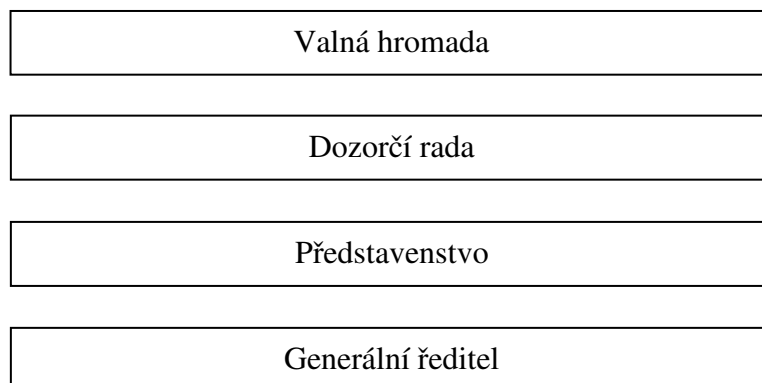 Valná hromada
Dozorčí rada
Představenstvo
Generální ředitel